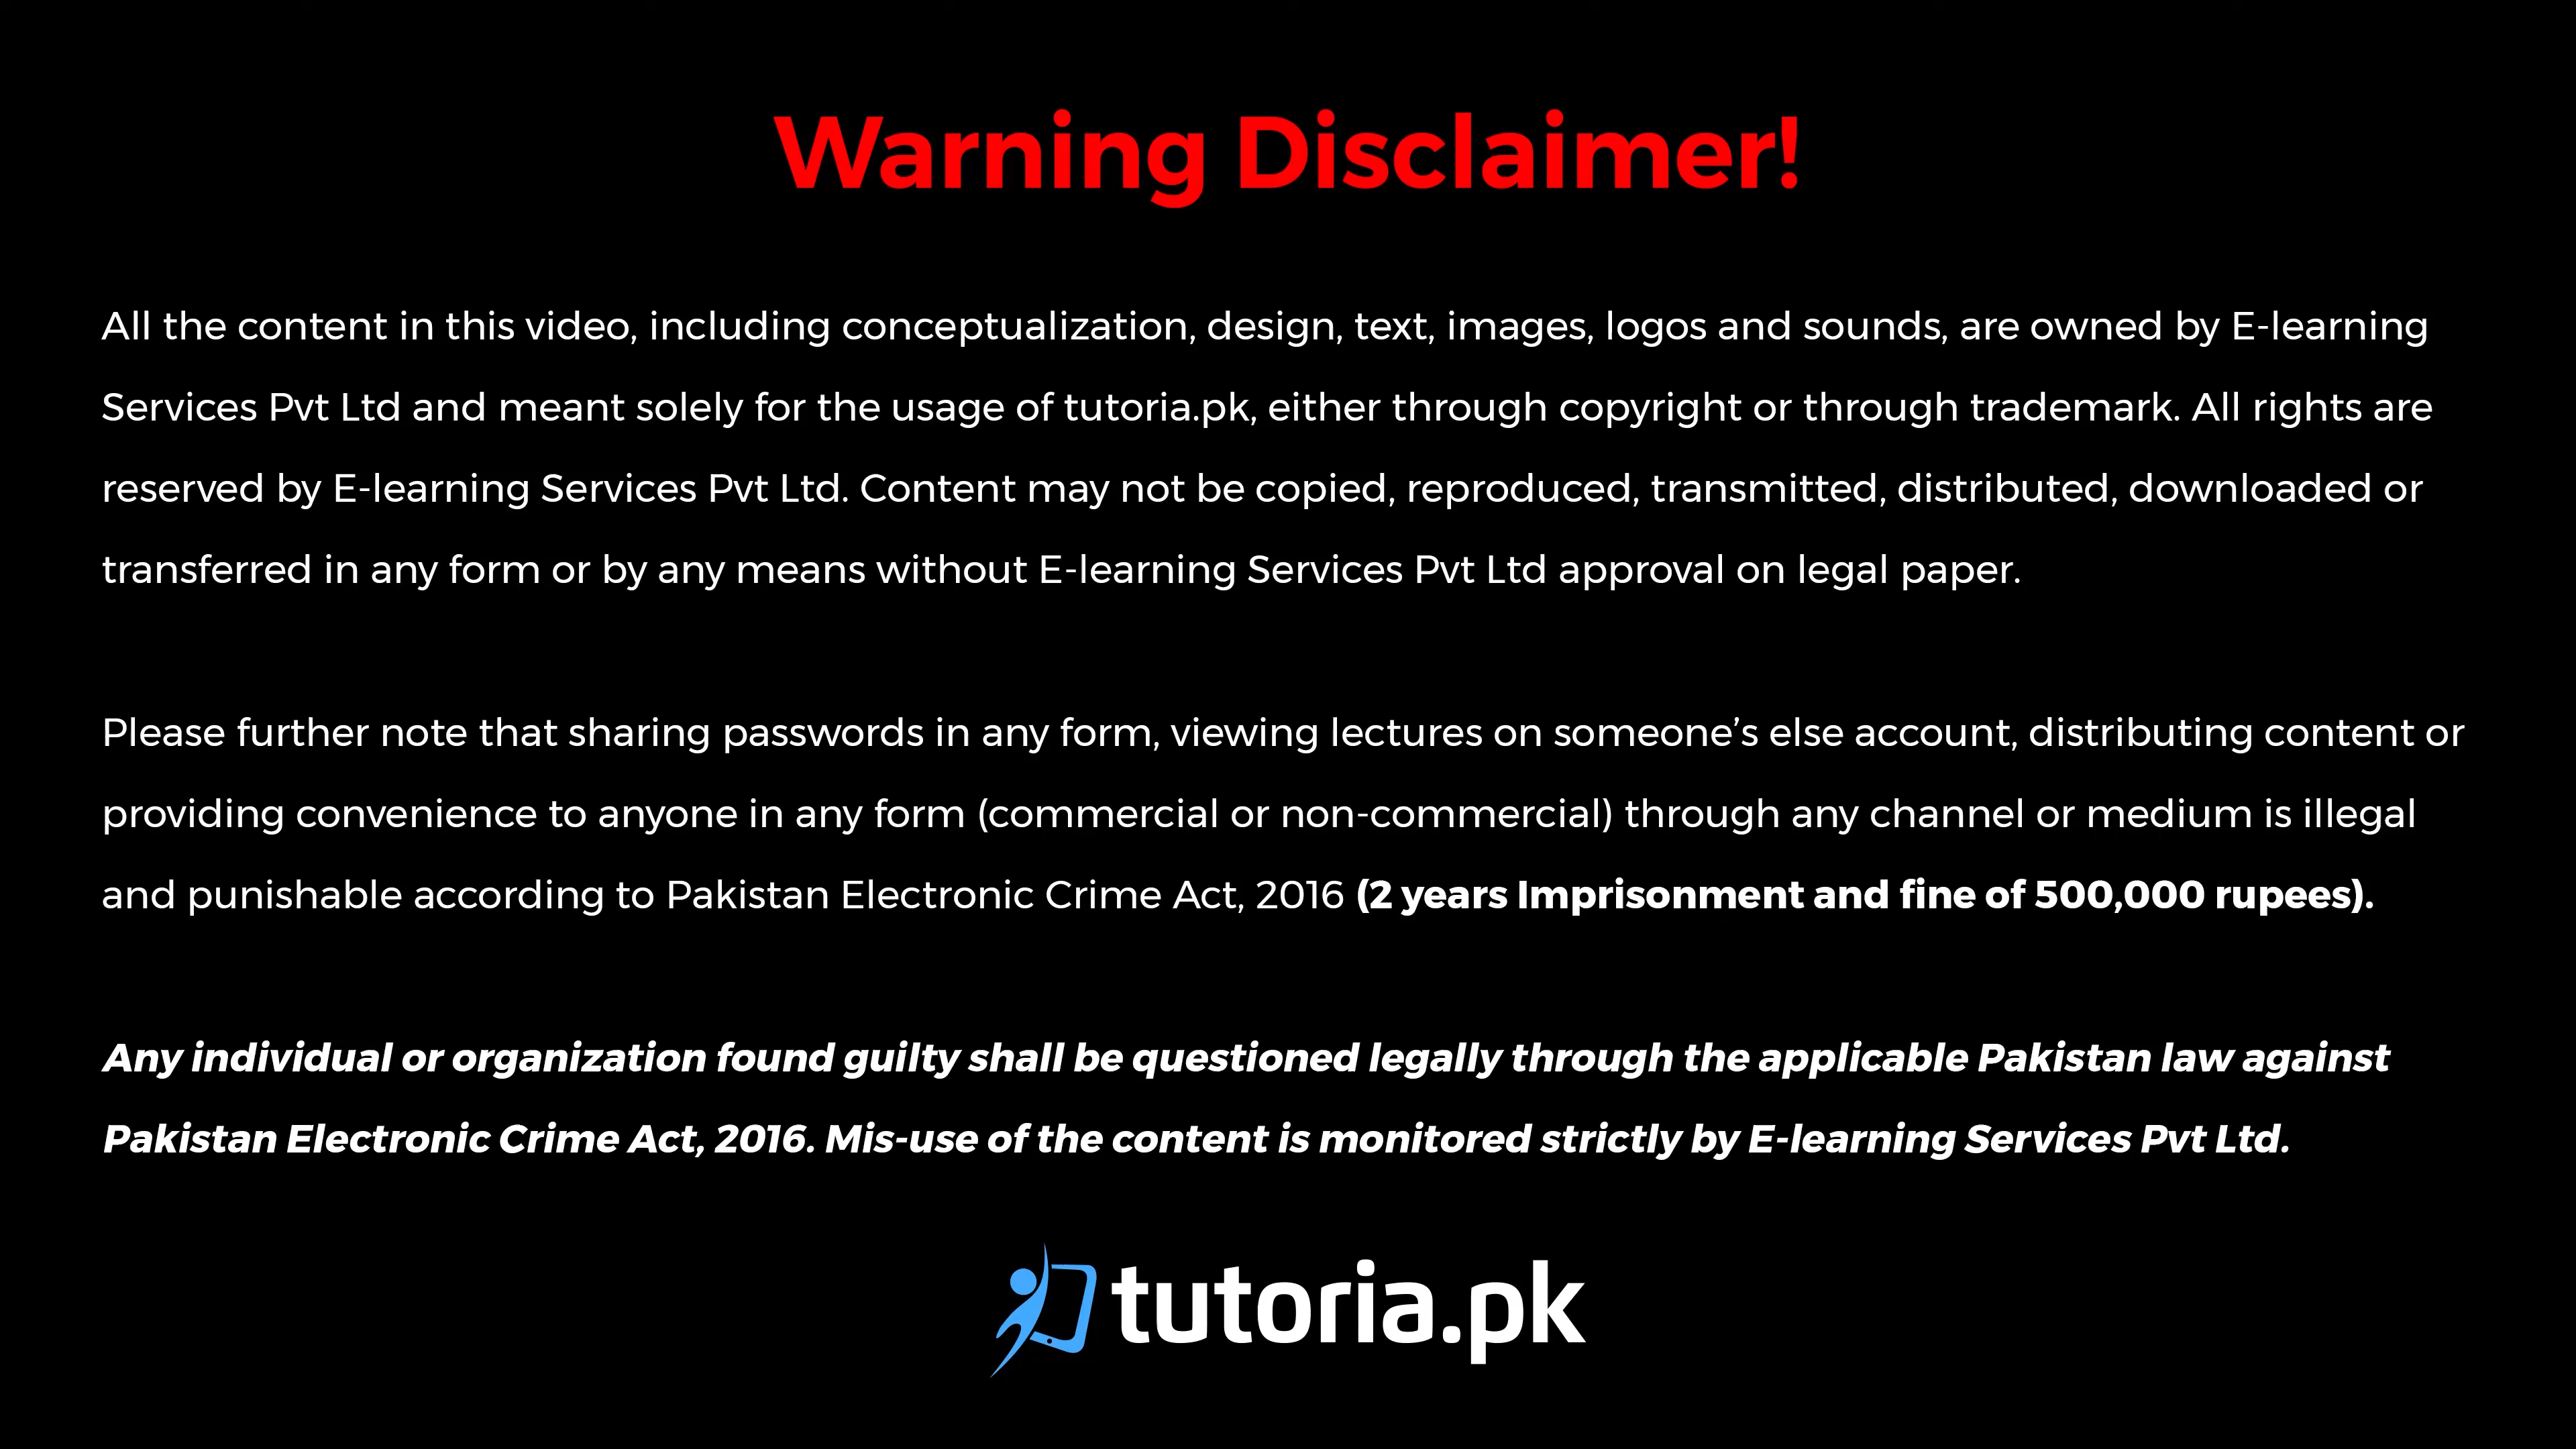 Warning Disclaimer!
All the content in this video, including conceptualization, design, text, images, logos and sounds, are owned by E-learning
Services Pvt Ltd and meant solely for the usage of tutoria.pk, either through copyright or through trademark. All rights are
reserved by E-learning Services Pvt Ltd. Content may not be copied, reproduced, transmitted, distributed, downloaded or
transferred in any form or by any means without E-learning Services Pvt Ltd approval on legal paper.
Please further note that sharing passwords in any form, viewing lectures on someone’s else account, distributing content or
providing convenience to anyone in any form (commercial or non-commercial) through any channel or medium is illegal
and punishable according to Pakistan Electronic Crime Act, 2016 (2 years Imprisonment and fine of 500,000 rupees).
Any individual or organization found guilty shall be questioned legally through the applicable Pakistan law against
Pakistan Electronic Crime Act, 2016. Mis-use of the content is monitored strictly by E-learning Services Pvt Ltd.
tutoria.pk